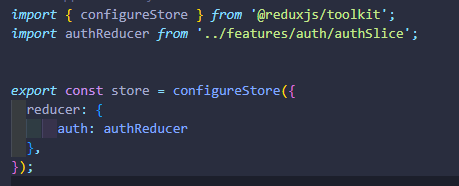 import { configureStore } from '@reduxjs/toolkit';
import authReducer from '../features/auth/authSlice';
export const store = configureStore({
reducer: {
auth: authReducer
},
});